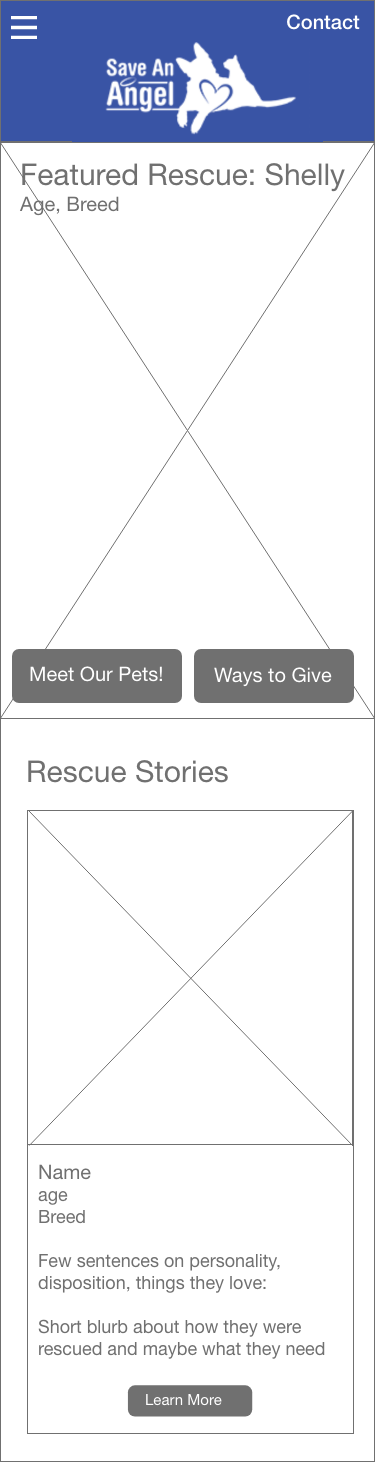 Contact
Save An
Angel
Featured Rescue: Shelly
Age, Breed
Meet Our Pets!
Ways to Give
Rescue Stories
Name
age
Breed
Few sentences on personality,
disposition, things they love:
Short blurb about how they were
rescued and maybe what they need
Learn More